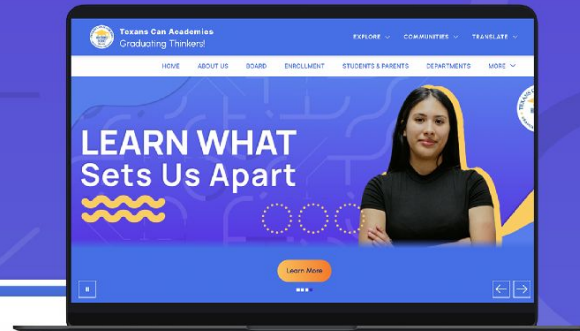 Texans Can Academies
Graduating Thinkers!
EXPLORE COMMUNITIES TRANSLATE
HOME ABOUT US BOARD ENROLLMENT STUDENTS & PARENTS DEPARTMENTS MORE
LEARN WHAT
Sets Us Apart
Learn More